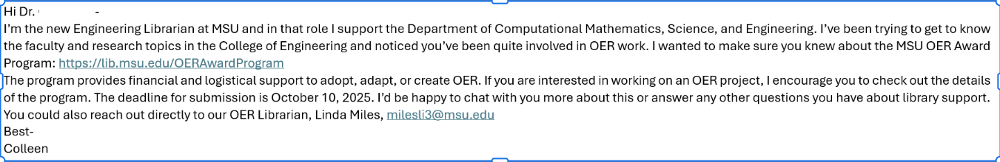 Hi Dr. -
I’m the new Engineering Librarian at MSU and in that role I support the Department of Computational Mathematics, Science, and Engineering. I’ve been trying to get to know
the faculty and research topics in the College of Engineering and noticed you’ve been quite involved in OER work. I wanted to make sure you knew about the MSU OER Award
Program: https://lib.msu.edu/OERAwardProgram
The program provides financial and logistical support to adopt, adapt, or create OER. If you are interested in working on an OER project, I encourage you to check out the details
of the program. The deadline for submission is October 10, 2025. I’d be happy to chat with you more about this or answer any other questions you have about library support.
You could also reach out directly to our OER Librarian, Linda Miles, milesli3@msu.edu
Best-
Colleen